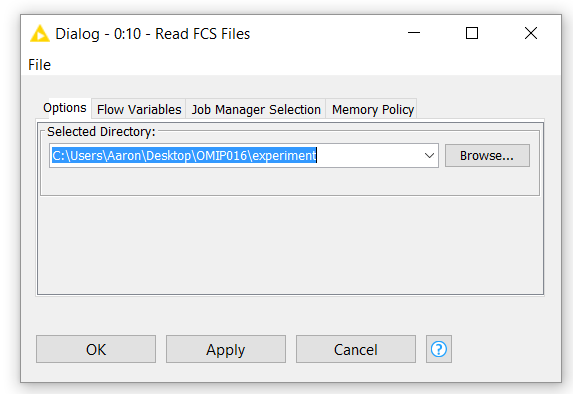 Dialog - 0:10 - Read FCS Files
File
Options Flow Variables Job Manager Selection Memory Policy
Selected Directory:
C:\Users\Aaron\Desktop\OMIP016\experiment Browse...
OK Apply Cancel ?